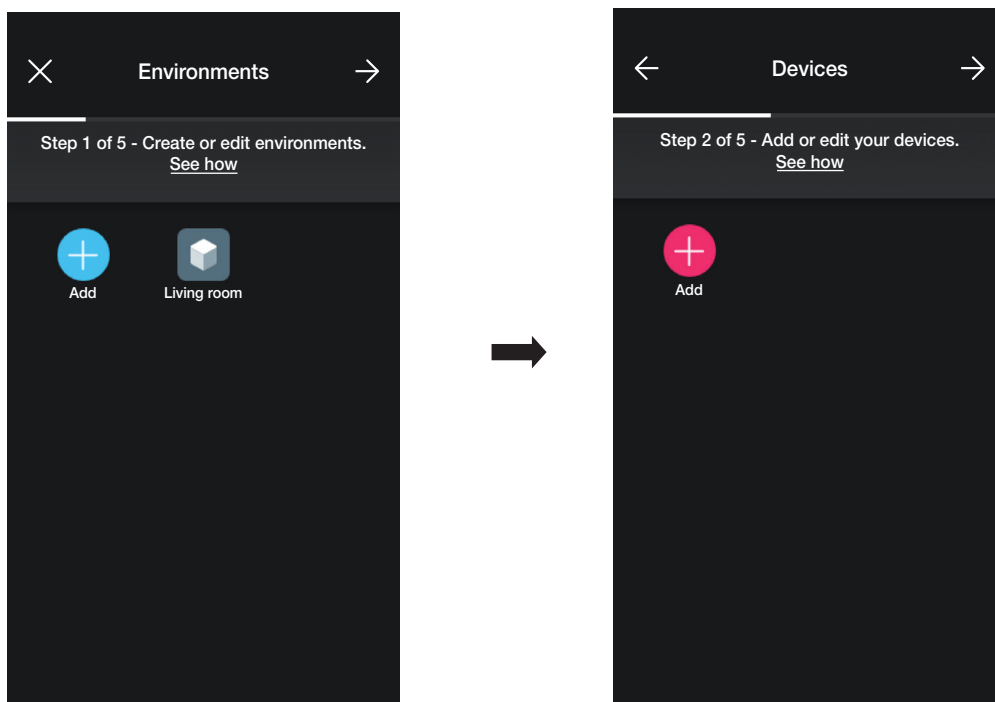 Environments
Step 1 of 5 - Create or edit environments.
See how
Add
Living room
Devices
Step 2 of 5 - Add or edit your devices.
See how
Add